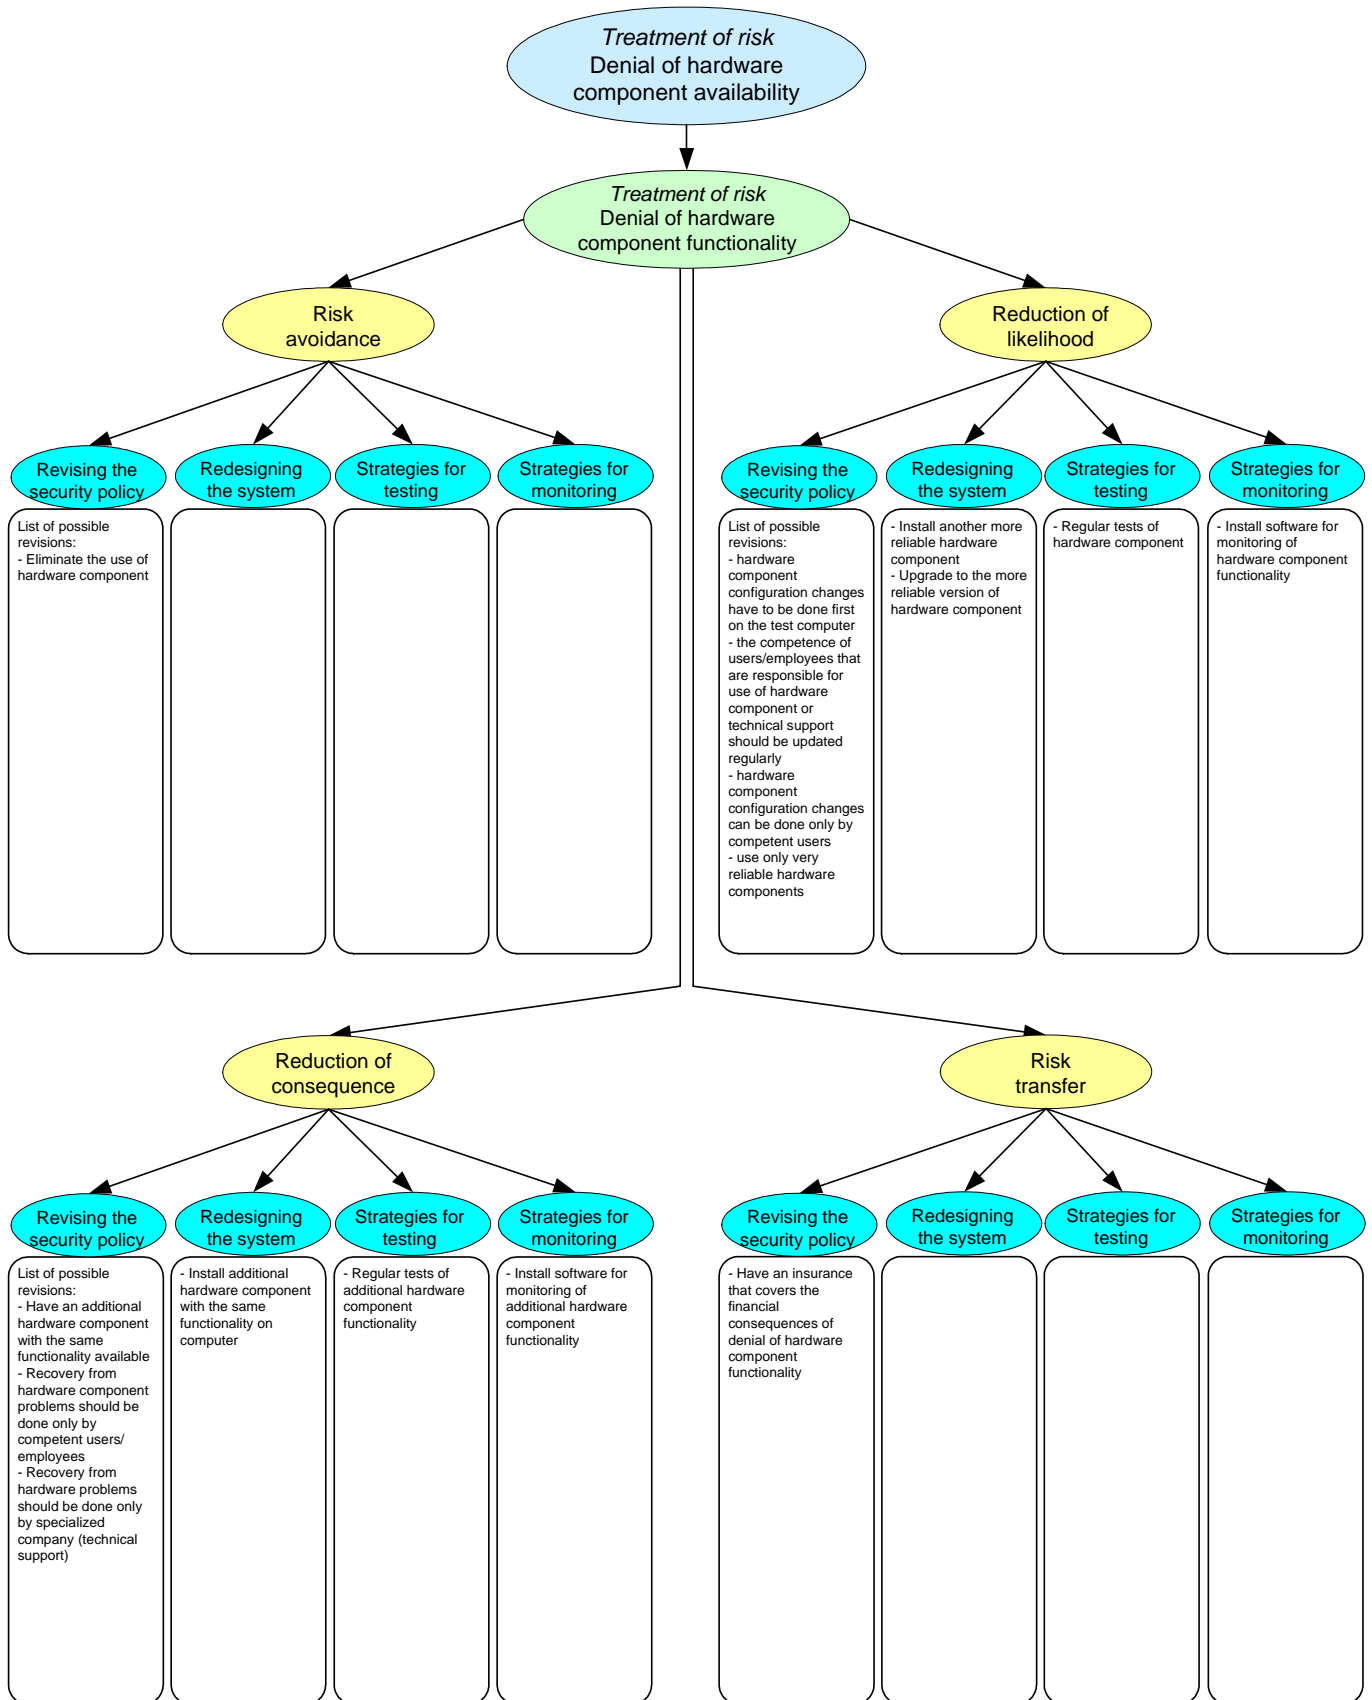 Treatment of risk
Denial of hardware
component availability
Treatment of risk
Denial of hardware
component functionality
Risk
avoidance
Reduction of
likelihood
Revising the
security policy
Redesigning
the system
Strategies for
testing
Strategies for
monitoring
Revising the
security policy
Redesigning
the system
Strategies for
testing
Strategies for
monitoring
List of possible
revisions:
- Eliminate the use of
hardware component
List of possible
revisions:
- hardware
component
configuration changes
have to be done first
on the test computer
- the competence of
users/employees that
are responsible for
use of hardware
component or
technical support
should be updated
regularly
- hardware
component
configuration changes
can be done only by
competent users
- use only very
reliable hardware
components
- Install another more
reliable hardware
component
- Upgrade to the more
reliable version of
hardware component
- Regular tests of
hardware component
- Install software for
monitoring of
hardware component
functionality
Reduction of
consequence
Risk
transfer
Revising the
security policy
Redesigning
the system
Strategies for
testing
Strategies for
monitoring
Revising the
security policy
Redesigning
the system
Strategies for
testing
Strategies for
monitoring
List of possible
revisions:
- Have an additional
hardware component
with the same
functionality available
- Recovery from
hardware component
problems should be
done only by
competent users/
employees
- Recovery from
hardware problems
should be done only
by specialized
company (technical
support)
- Install additional
hardware component
with the same
functionality on
computer
- Regular tests of
additional hardware
component
functionality
- Install software for
monitoring of
additional hardware
component
functionality
- Have an insurance
that covers the
financial
consequences of
denial of hardware
component
functionality